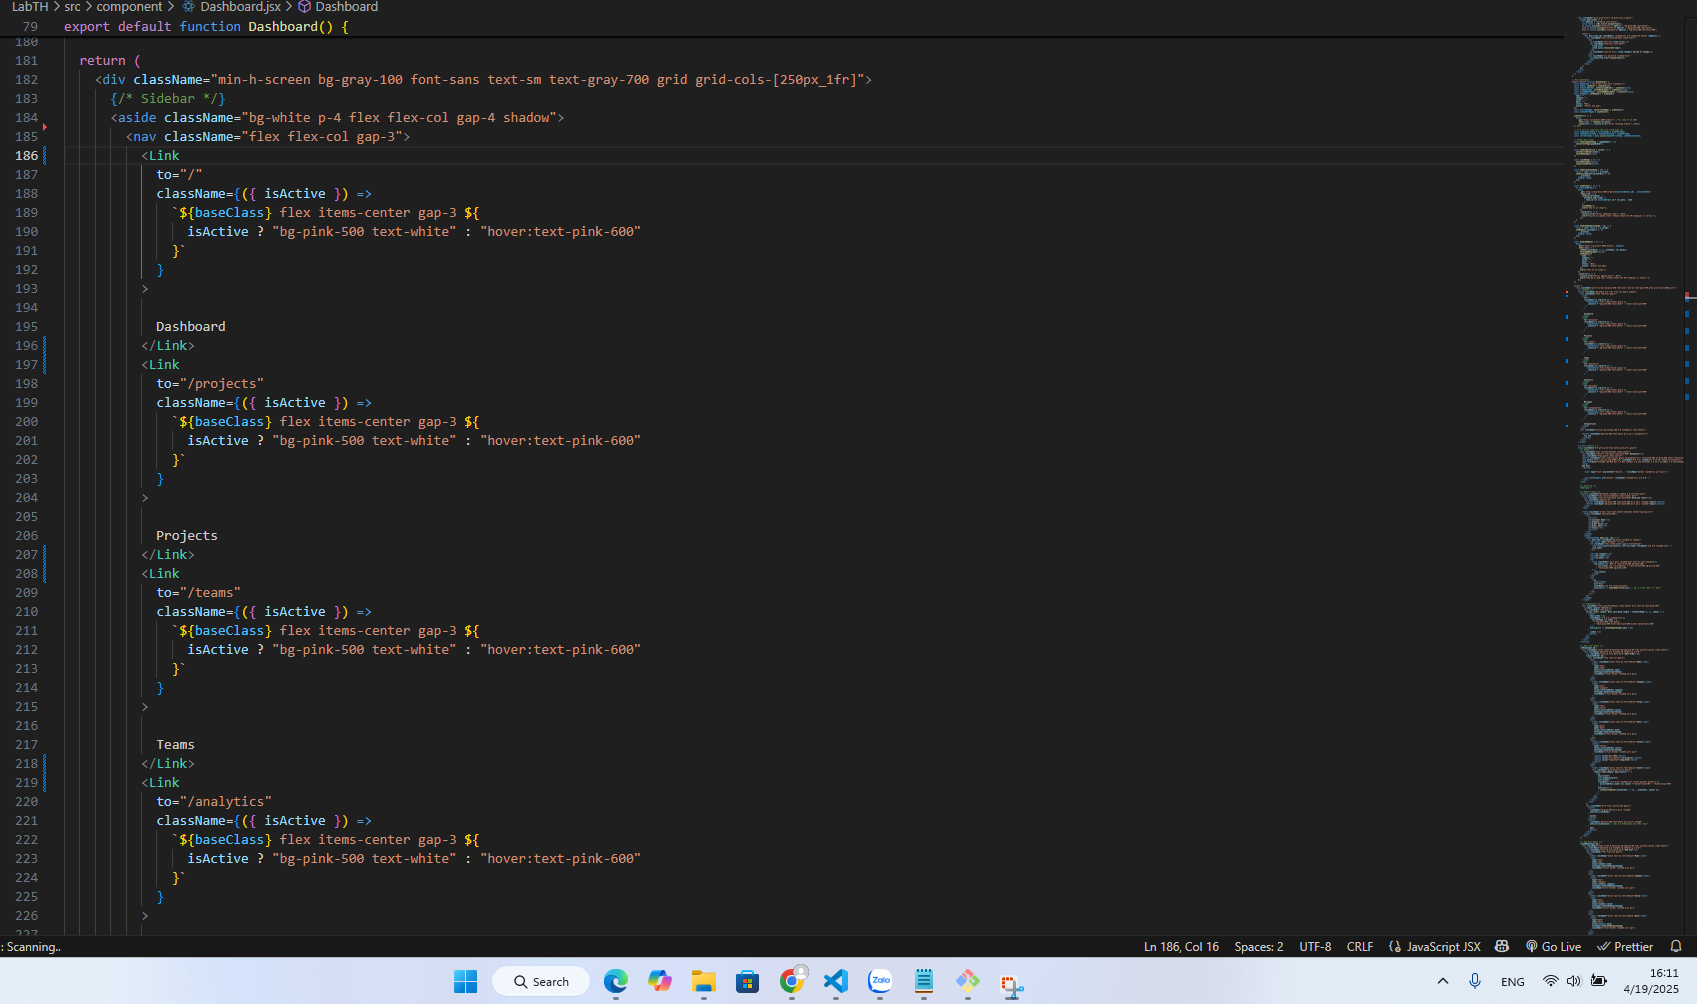 LabTH > src > component > Dashboard.jsx > Dashboard
79 export default function Dashboard() {
180
181 return (
182 <div className="min-h-screen bg-gray-100 font-sans text-sm text-gray-700 grid grid-cols-[250px_1fr]">
183 {/* Sidebar */}
184 <aside className="bg-white p-4 flex flex-col gap-4 shadow">
185 <nav className="flex flex-col gap-3">
186 <Link
187 to="/"
188 className={({ isActive }) =>
189 `${baseClass} flex items-center gap-3 ${
190 isActive ? "bg-pink-500 text-white" : "hover:text-pink-600"
191 }`
192 }
193 >
194
195 Dashboard
196 </Link>
197 <Link
198 to="/projects"
199 className={({ isActive }) =>
200 `${baseClass} flex items-center gap-3 ${
201 isActive ? "bg-pink-500 text-white" : "hover:text-pink-600"
202 }`
203 }
204 >
205
206 Projects
207 </Link>
208 <Link
209 to="/teams"
210 className={({ isActive }) =>
211 `${baseClass} flex items-center gap-3 ${
212 isActive ? "bg-pink-500 text-white" : "hover:text-pink-600"
213 }`
214 }
215 >
216
217 Teams
218 </Link>
219 <Link
220 to="/analytics"
221 className={({ isActive }) =>
222 `${baseClass} flex items-center gap-3 ${
223 isActive ? "bg-pink-500 text-white" : "hover:text-pink-600"
224 }`
225 }
226 >
227
: Scanning.. Ln 186, Col 16 Spaces: 2 UTF-8 CRLF JavaScript JSX Go Live Prettier
Search Zalo ENG 16:11
4/19/2025